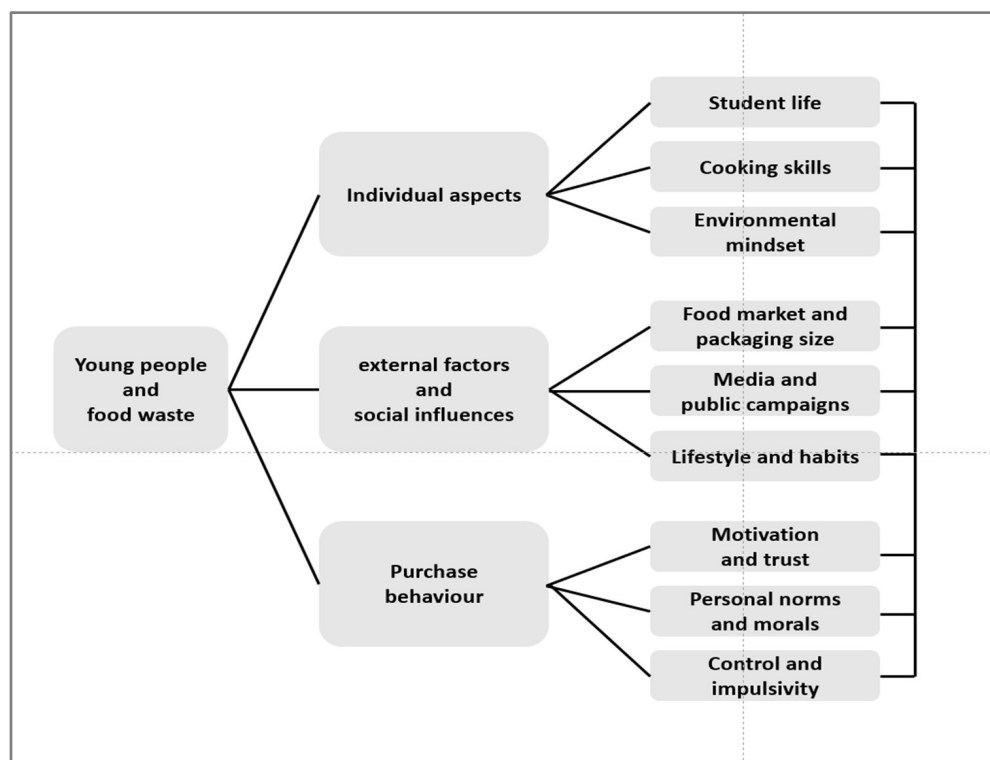 Young people
and
food waste
Individual aspects
external factors
and
social influences
Purchase
behaviour
Student life
Cooking skills
Environmental
mindset
Food market and
packaging size
Media and
public campaigns
Lifestyle and habits
Motivation
and trust
Personal norms
and morals
Control and
impulsivity